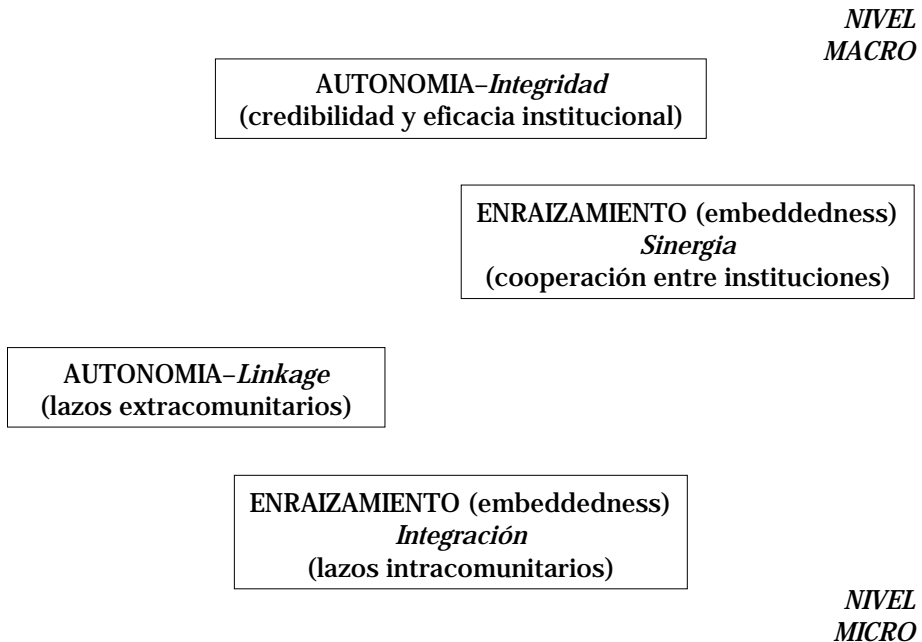 NIVEL
MACRO
AUTONOMIA–Integridad
(credibilidad y eficacia institucional)
ENRAIZAMIENTO (embeddedness)
Sinergia
(cooperación entre instituciones)
AUTONOMIA–Linkage
(lazos extracomunitarios)
ENRAIZAMIENTO (embeddedness)
Integración
(lazos intracomunitarios)
NIVEL
MICRO